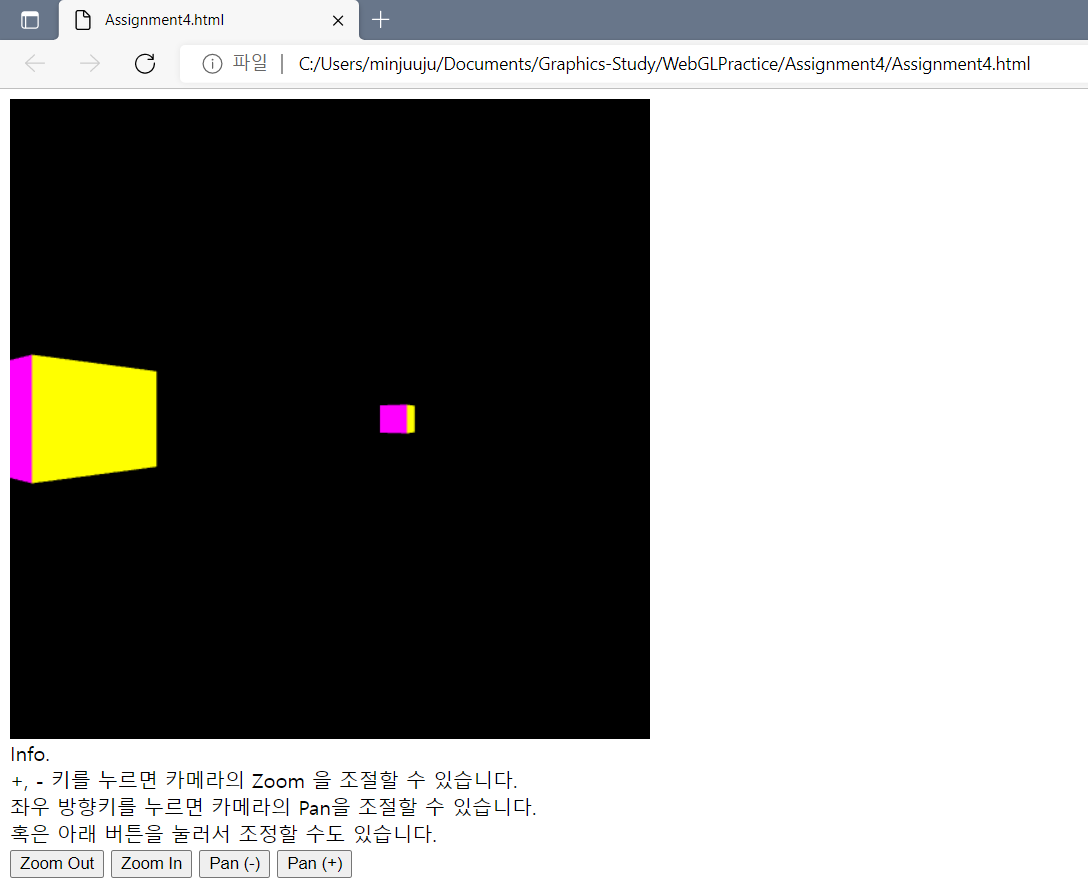 Assignment4.html
파일 | C:/Users/minjuuju/Documents/Graphics-Study/WebGLPractice/Assignment4/Assignment4.html
Info.
+, - 키를 누르면 카메라의 Zoom 을 조절할 수 있습니다.
좌우 방향키를 누르면 카메라의 Pan을 조절할 수 있습니다.
혹은 아래 버튼을 눌러서 조정할 수도 있습니다.
Zoom Out Zoom In Pan (-) Pan (+)